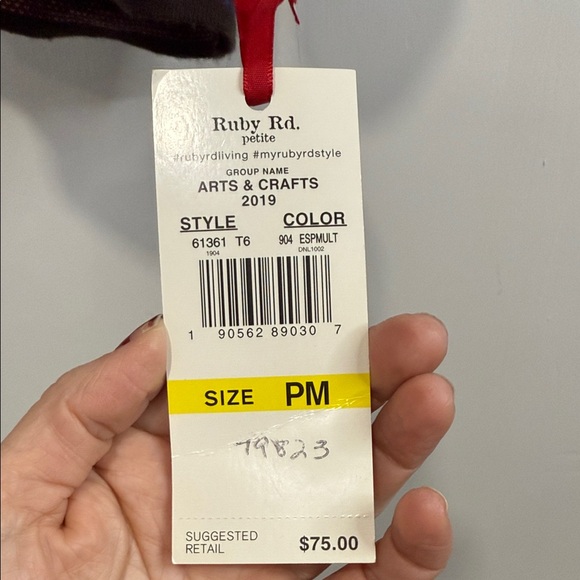 Ruby Rd.
petite
#rubyrdliving #myrubyrdstyle
GROUP NAME
ARTS & CRAFTS
2019
STYLE COLOR
61361 T6 904 ESPMULT
1904 DNL1002
1 90562 89030 7
SIZE PM
79823
SUGGESTED
RETAIL $75.00